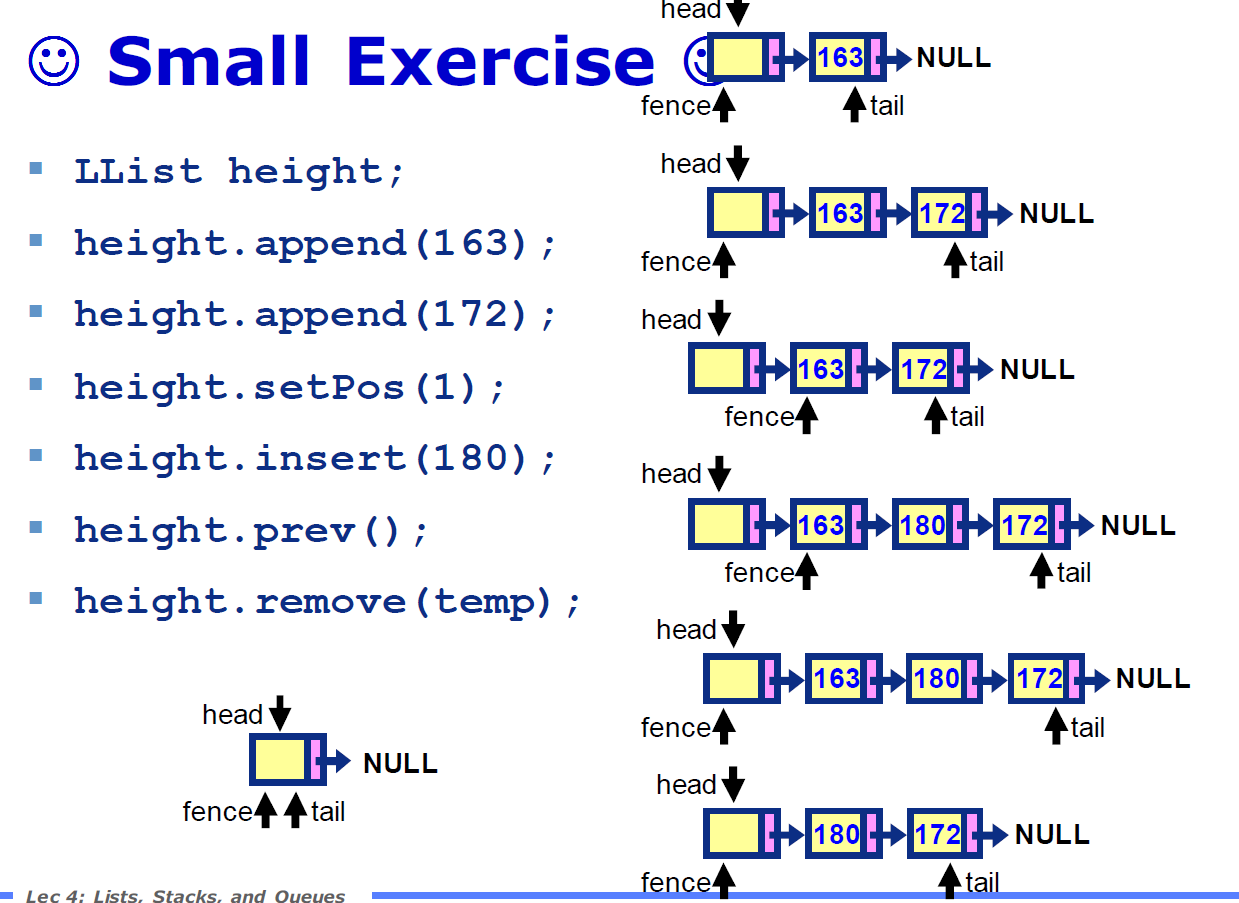 ☺ Small Exercise ☺
LList height;
height.append(163);
height.append(172);
height.setPos(1);
height.insert(180);
height.prev();
height.remove(temp);
head
NULL
fence tail
head
163 NULL
fence tail
head
163 172 NULL
fence tail
head
163 172 NULL
fence tail
head
163 180 172 NULL
fence tail
head
163 180 172 NULL
fence tail
head
180 172 NULL
fence tail
Lec 4: Lists, Stacks, and Queues